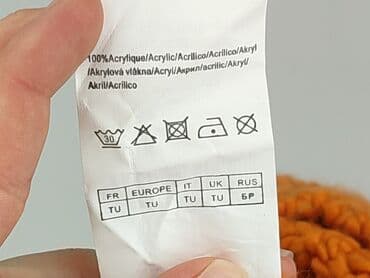 100%Acrylique/Acrylic/Acrilico/Acrílico/Akryl
/Akrylová vlákna/Acryl/Акрил/acrilic/Akryl/
Akril/Acrílico
30
FR EUROPE IT UK RUS
TU TU TU TU БР